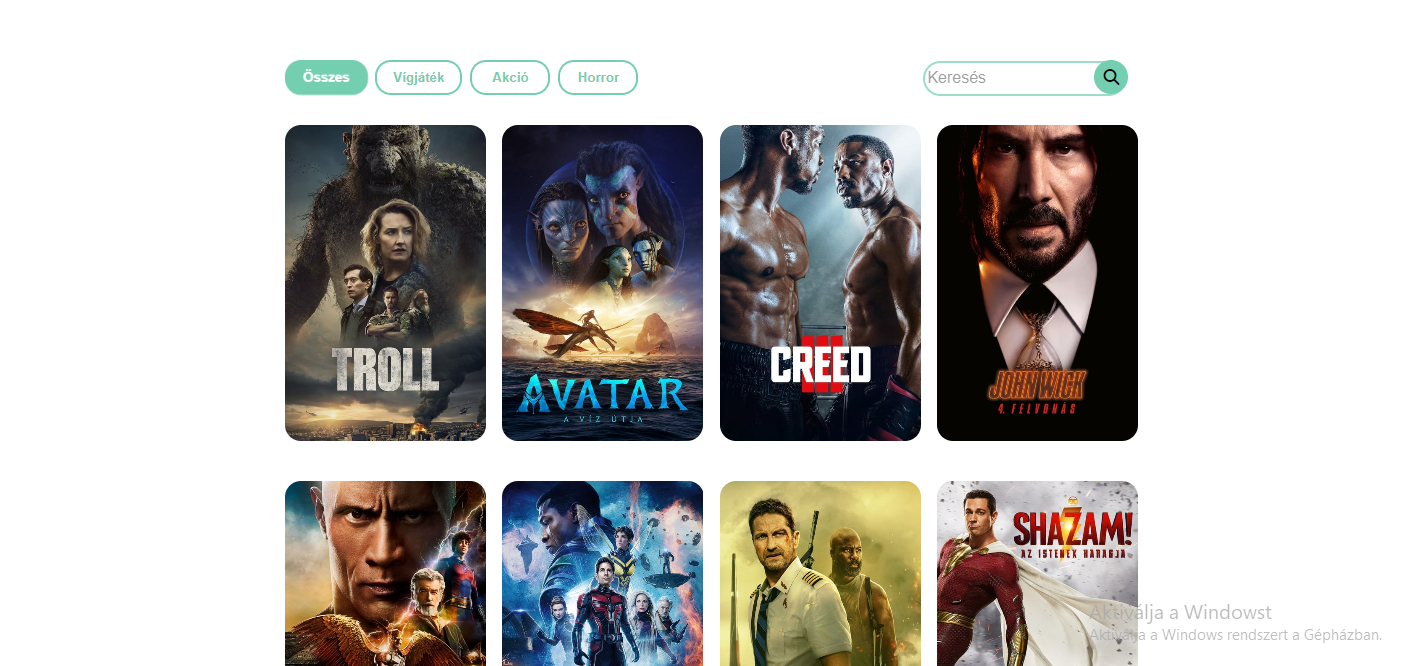 Összes
Vígjáték
Akció
Horror
Keresés
TROLL
AVATAR
A VÍZ ÚTJA
CREED
III
JOHN WICK
4. FELVONÁS
SHAZAM!
AZ ISTENEK HARAGJA
Aktiválja a Windowst
Aktiválja a Windows rendszert a Gépházban.